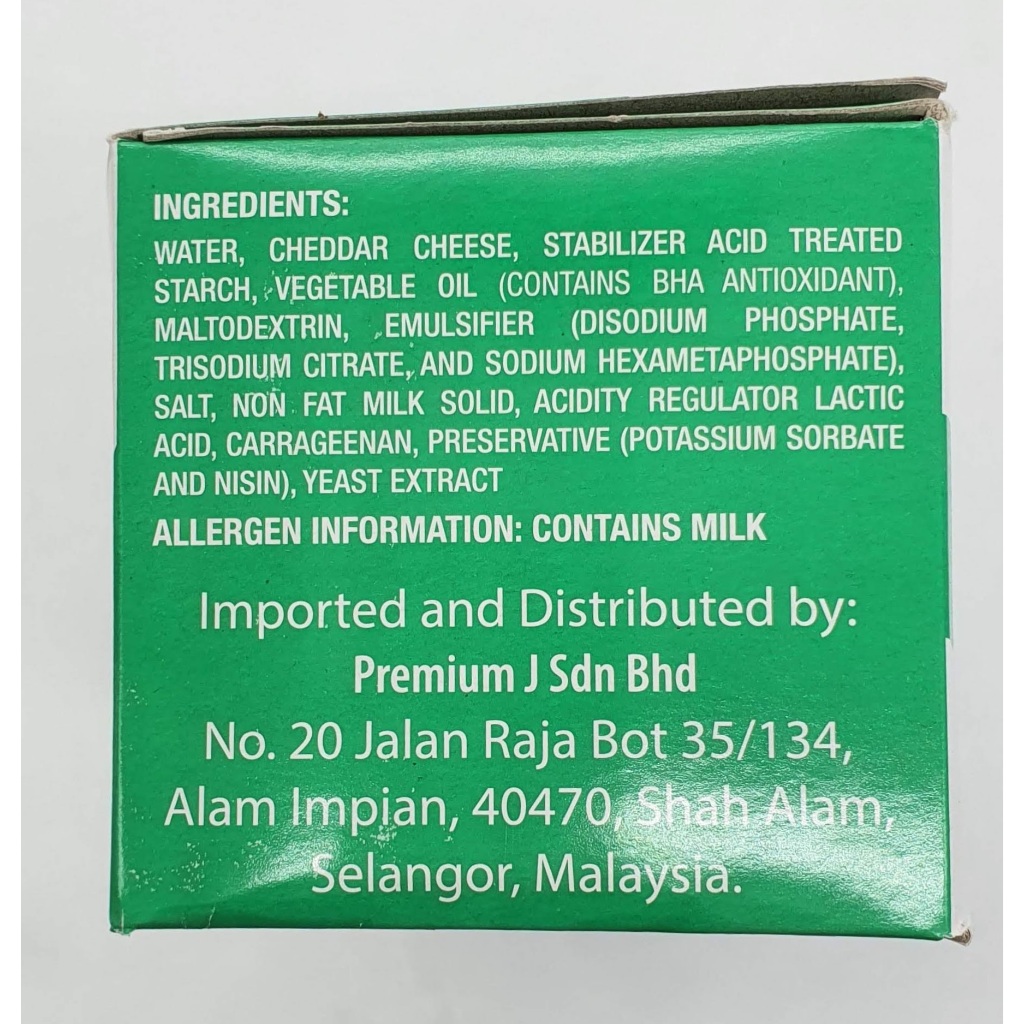 INGREDIENTS:
WATER, CHEDDAR CHEESE, STABILIZER ACID TREATED
STARCH, VEGETABLE OIL (CONTAINS BHA ANTIOXIDANT),
MALTODEXTRIN, EMULSIFIER (DISODIUM PHOSPHATE,
TRISODIUM CITRATE, AND SODIUM HEXAMETAPHOSPHATE),
SALT, NON FAT MILK SOLID, ACIDITY REGULATOR LACTIC
ACID, CARRAGEENAN, PRESERVATIVE (POTASSIUM SORBATE
AND NISIN), YEAST EXTRACT
ALLERGEN INFORMATION: CONTAINS MILK
Imported and Distributed by:
Premium J Sdn Bhd
No. 20 Jalan Raja Bot 35/134,
Alam Impian, 40470, Shah Alam,
Selangor, Malaysia.